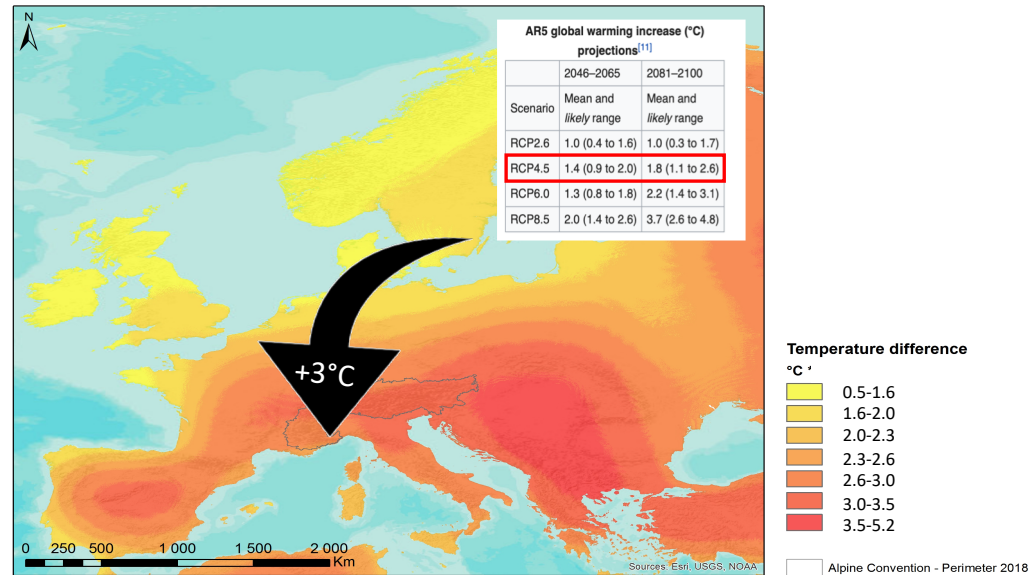 N
AR5 global warming increase (°C)
projections[11]
2046–2065 2081–2100
Scenario Mean and likely range Mean and likely range
RCP2.6 1.0 (0.4 to 1.6) 1.0 (0.3 to 1.7)
RCP4.5 1.4 (0.9 to 2.0) 1.8 (1.1 to 2.6)
RCP6.0 1.3 (0.8 to 1.8) 2.2 (1.4 to 3.1)
RCP8.5 2.0 (1.4 to 2.6) 3.7 (2.6 to 4.8)
+3°C
Temperature difference
°C
0.5-1.6
1.6-2.0
2.0-2.3
2.3-2.6
2.6-3.0
3.0-3.5
3.5-5.2
0 250 500 1 000 1 500 2 000
Km
Sources: Esri, USGS, NOAA
Alpine Convention - Perimeter 2018